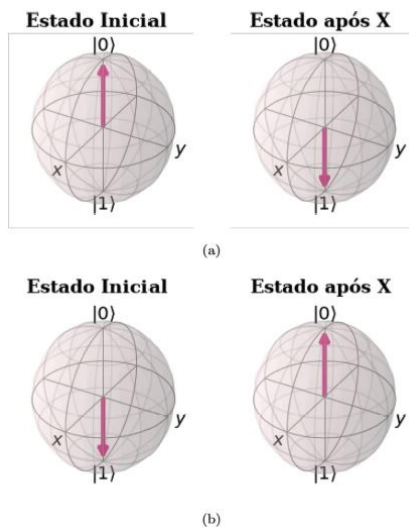 Estado Inicial Estado após X
|0⟩ |0⟩
x y x y
|1⟩ |1⟩
(a)
Estado Inicial Estado após X
|0⟩ |0⟩
x y x y
|1⟩ |1⟩
(b)